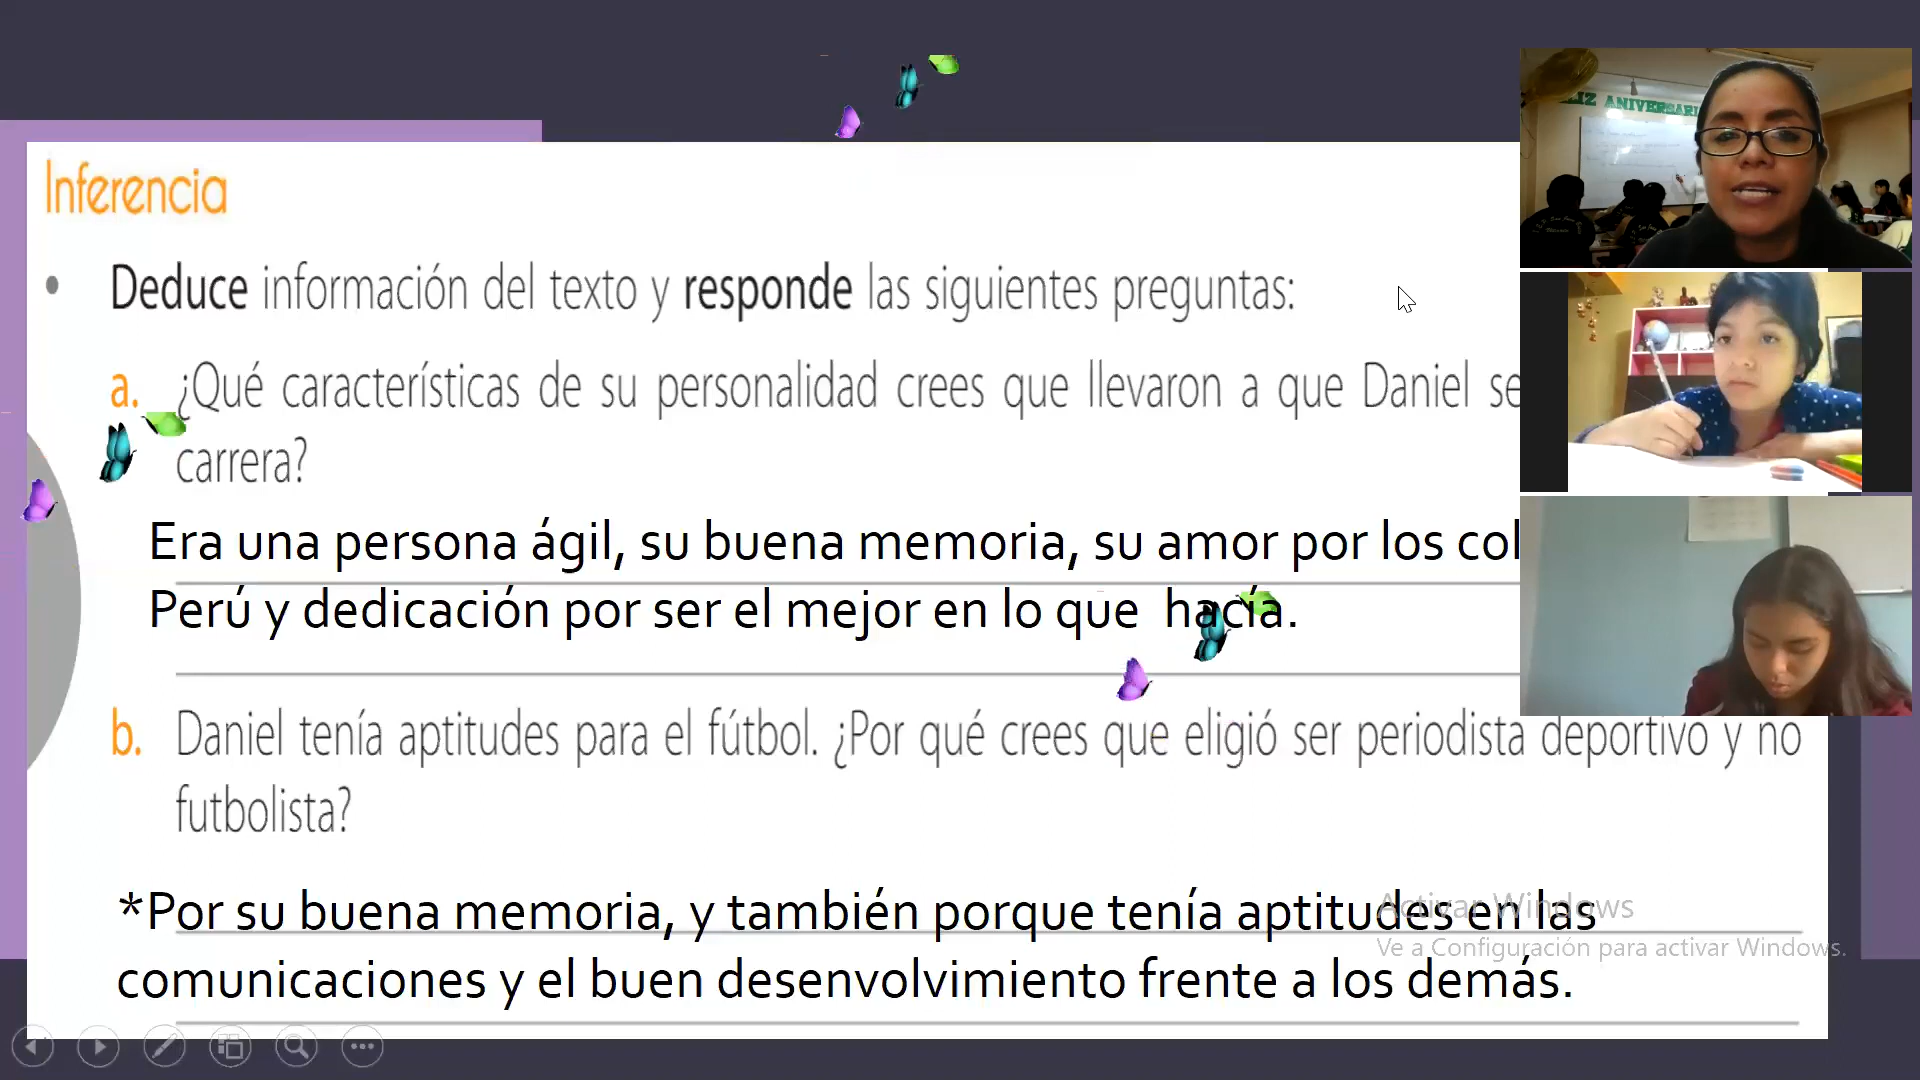 IZ ANIVERSARI
Inferencia
• Deduce información del texto y responde las siguientes preguntas:
a. ¿Qué características de su personalidad crees que llevaron a que Daniel se
carrera?
Era una persona ágil, su buena memoria, su amor por los col
Perú y dedicación por ser el mejor en lo que hacía.
b. Daniel tenía aptitudes para el fútbol. ¿Por qué crees que eligió ser periodista deportivo y no
futbolista?
*Por su buena memoria, y también porque tenía aptitudes en las
comunicaciones y el buen desenvolvimiento frente a los demás.
Activar Windows
Ve a Configuración para activar Windows.